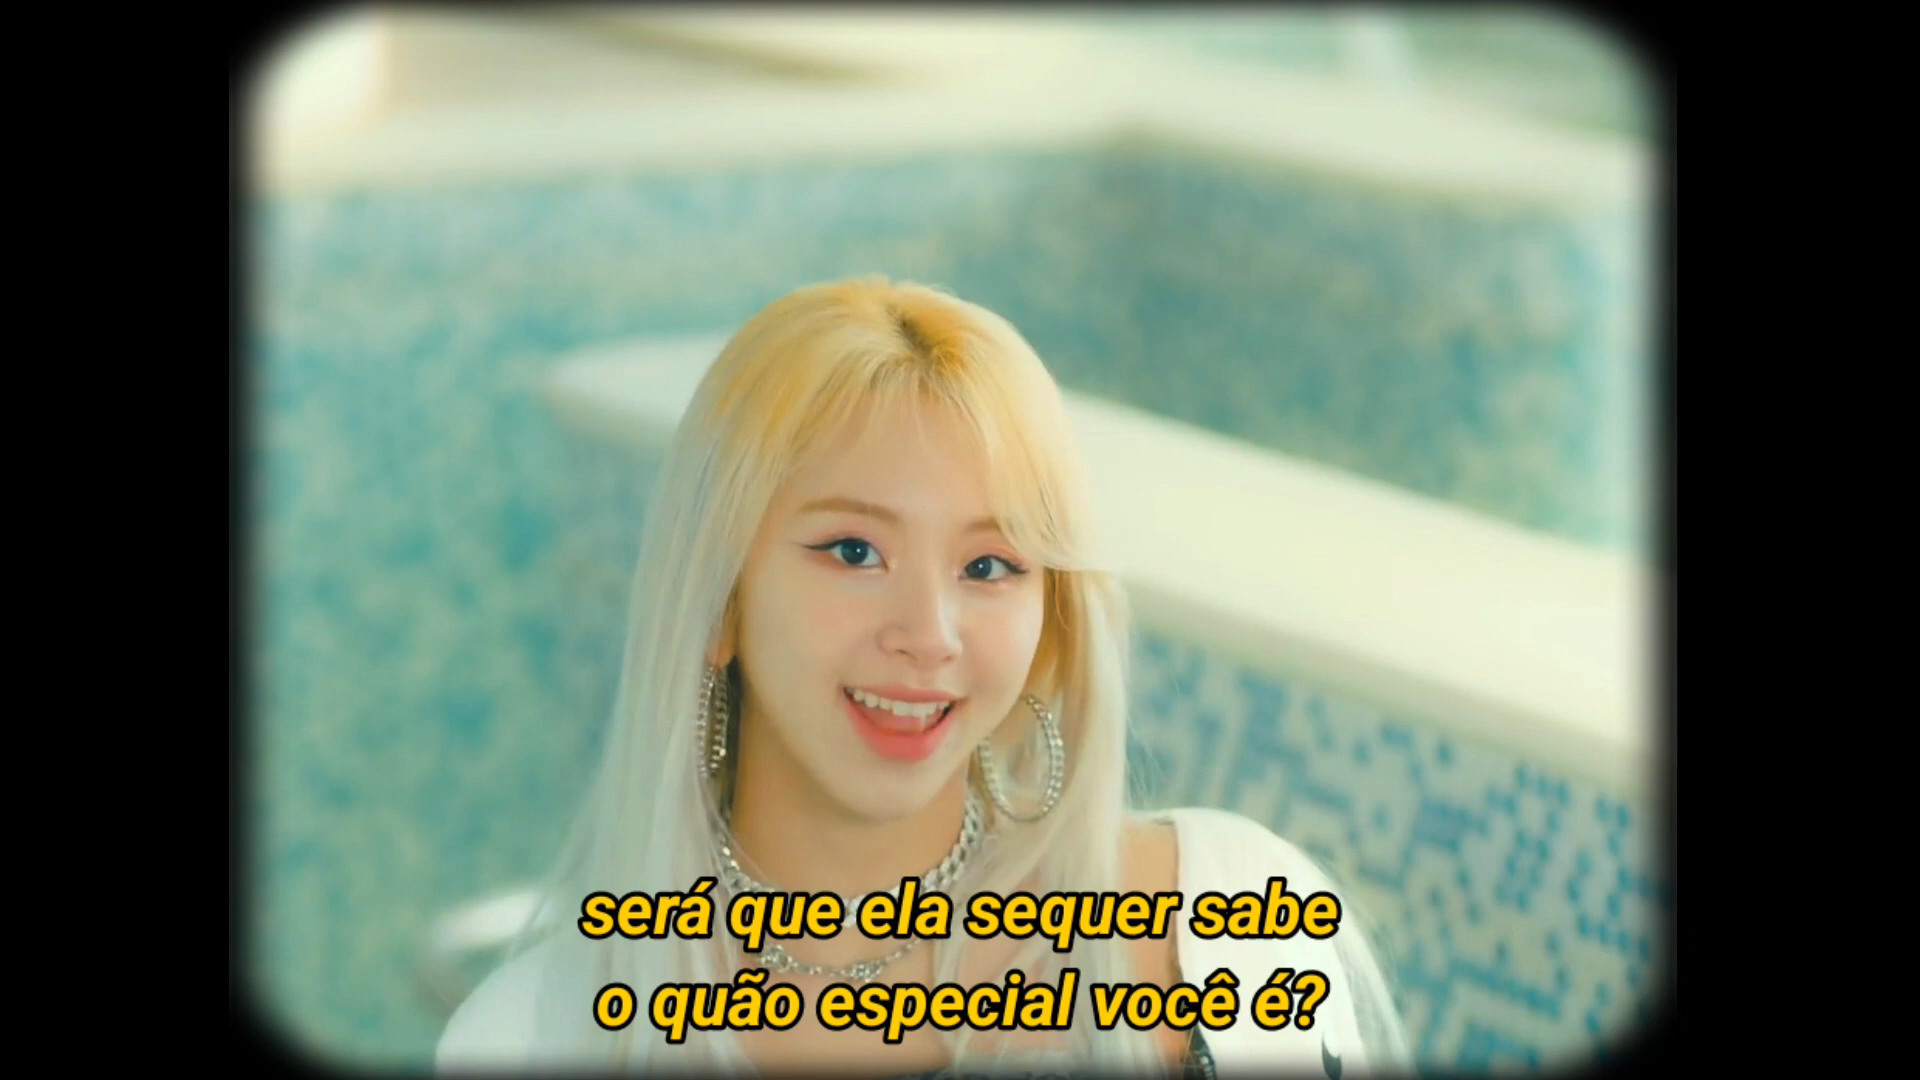 será que ela sequer sabe
o quão especial você é?